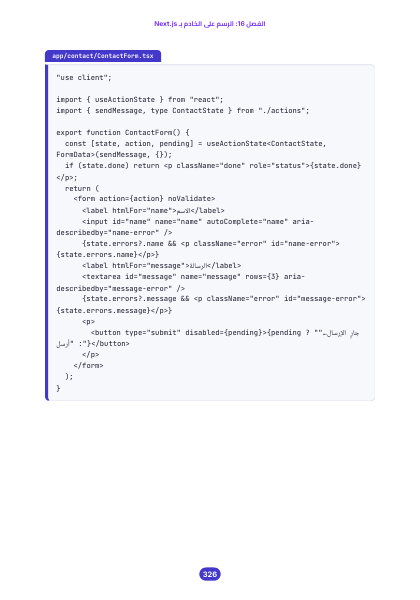 الفصل 16: الرسم على الخادم بـ Next.js
app/contact/ContactForm.tsx
"use client";
import { useActionState } from "react";
import { sendMessage, type ContactState } from "./actions";
export function ContactForm() {
const [state, action, pending] = useActionState<ContactState,
FormData>(sendMessage, {});
if (state.done) return <p className="done" role="status">{state.done}
</p>;
return (
<form action={action} noValidate>
<label htmlFor="name">الاسم</label>
<input id="name" name="name" autoComplete="name" aria-
describedby="name-error" />
{state.errors?.name && <p className="error" id="name-error">
{state.errors.name}</p>}
<label htmlFor="message">الرسالة</label>
<textarea id="message" name="message" rows={3} aria-
describedby="message-error" />
{state.errors?.message && <p className="error" id="message-error">
{state.errors.message}</p>}
<p>
<button type="submit" disabled={pending}>{pending ? "جارٍ الإرسال…"
: "أرسل"}</button>
</p>
</form>
);
}
326